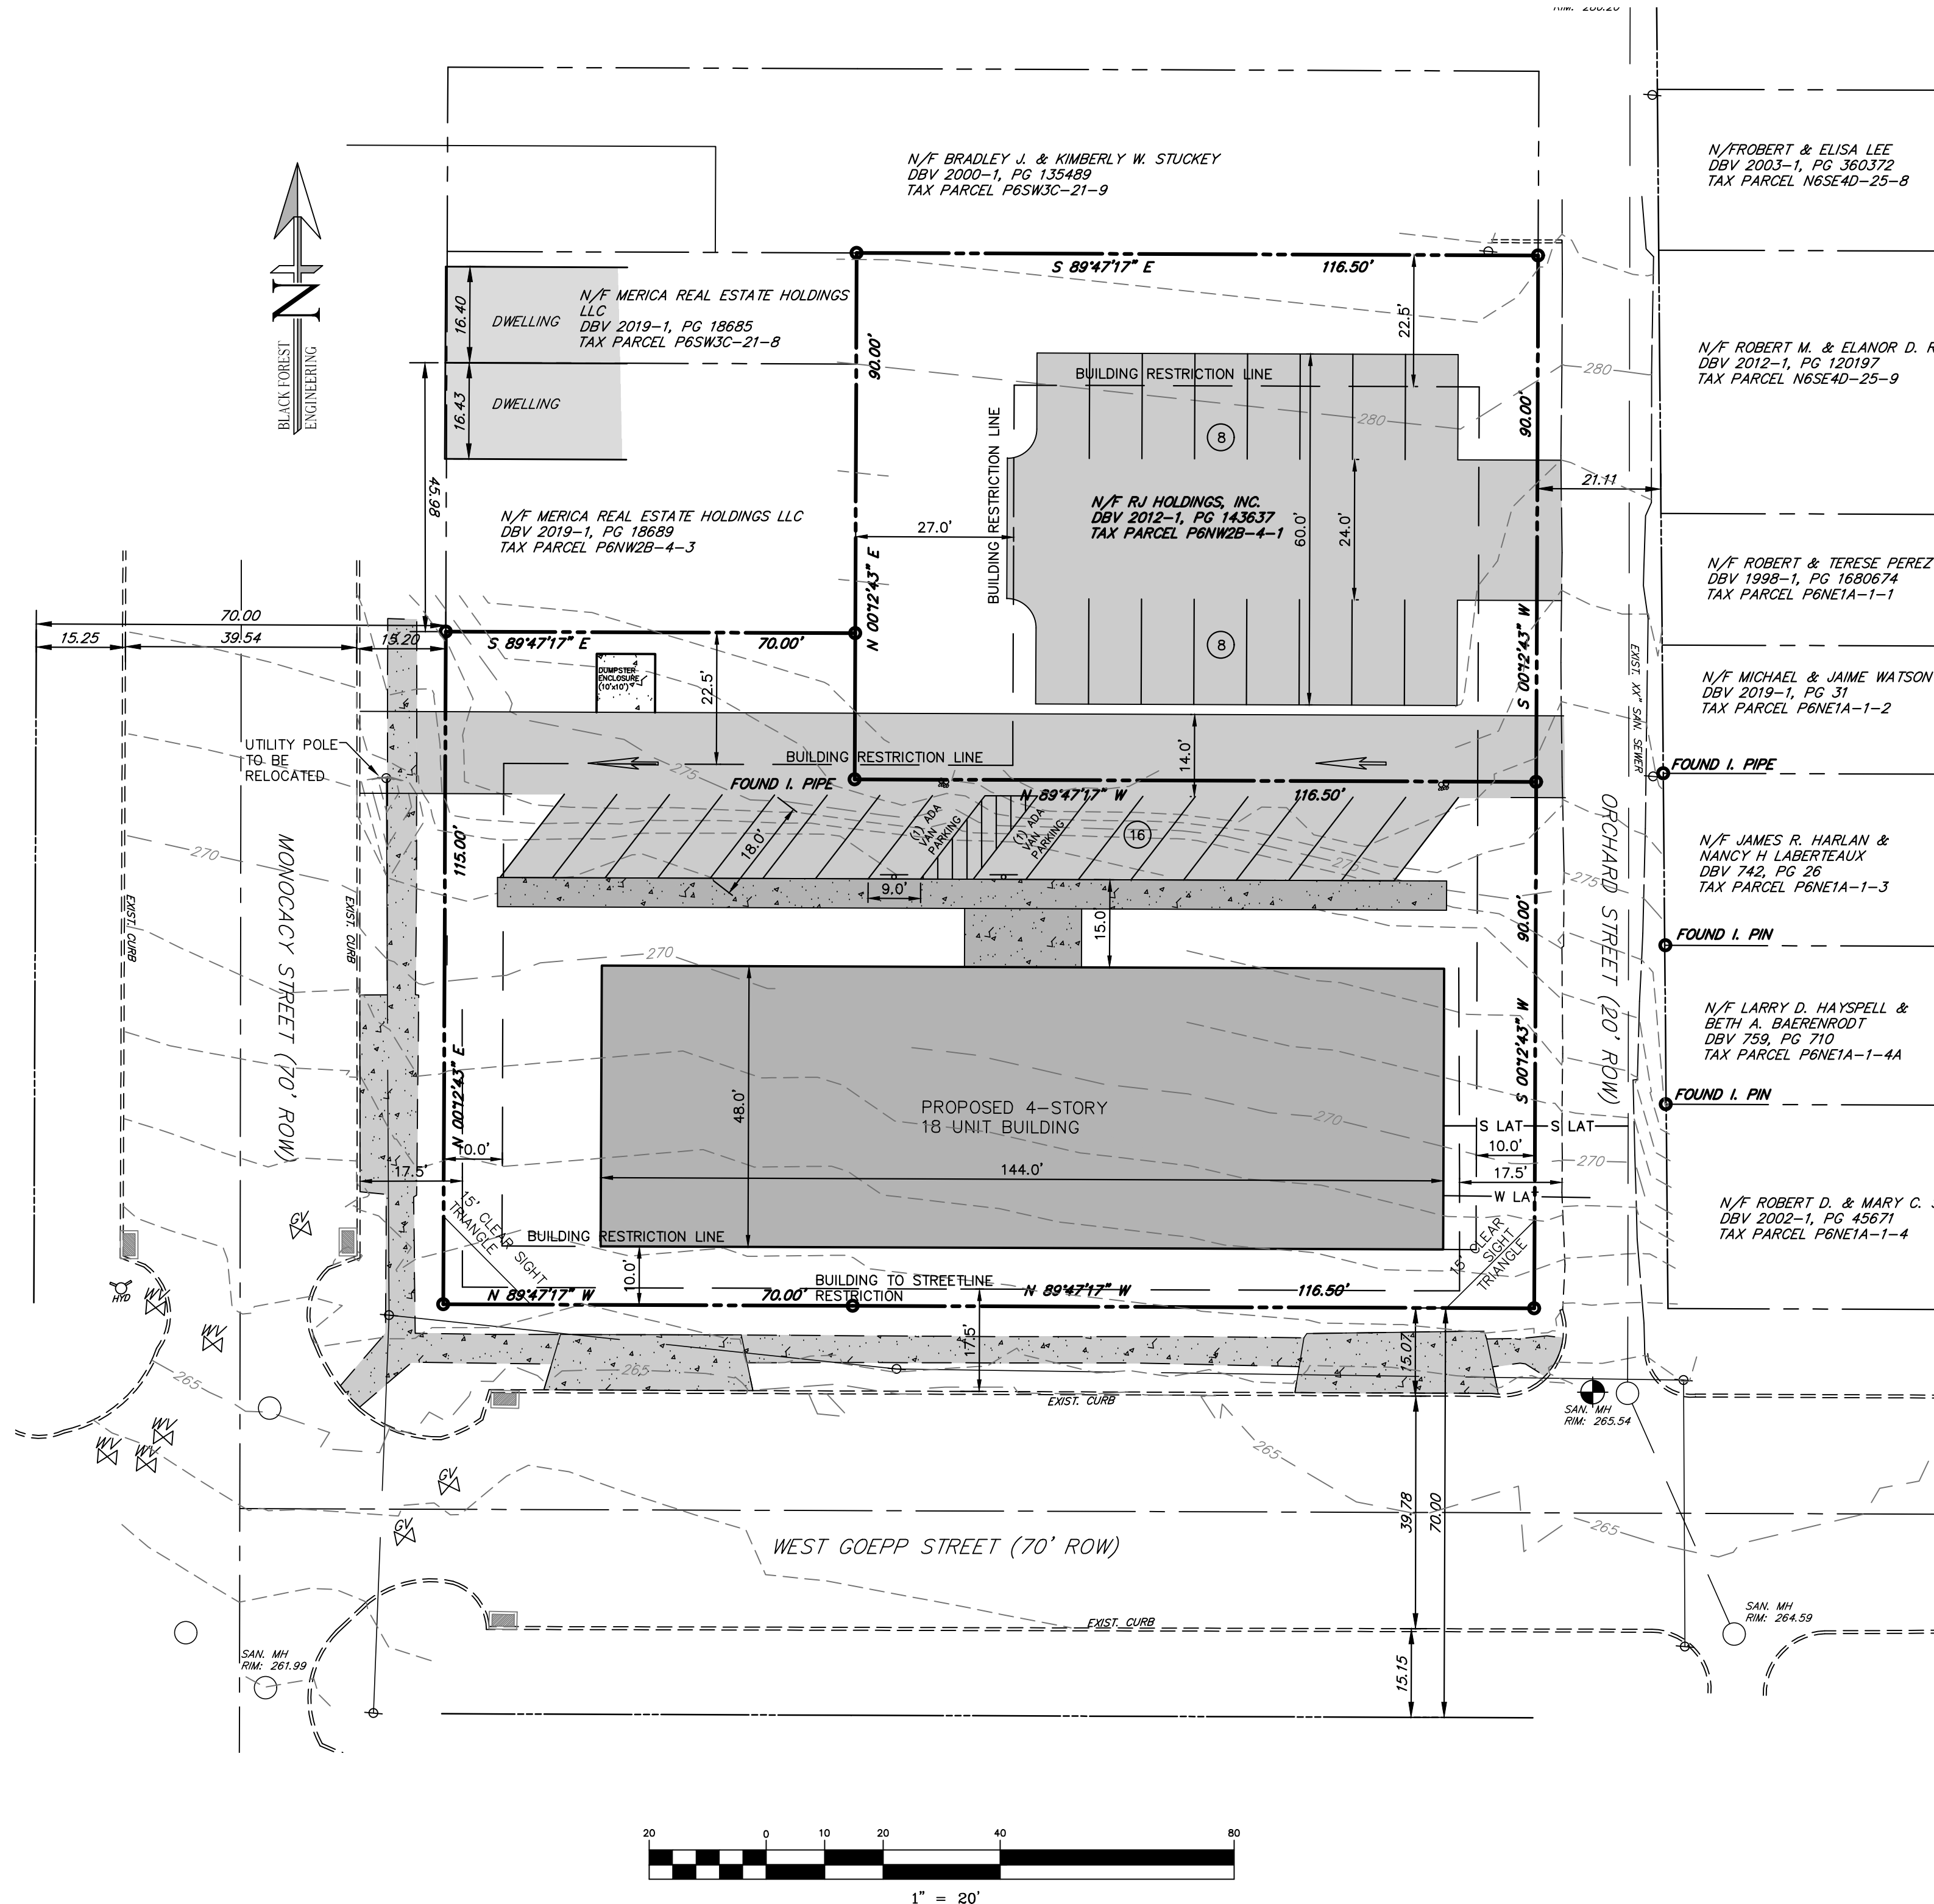 N/F BRADLEY J. & KIMBERLY W. STUCKEY
DBV 2000-1, PG 135489
TAX PARCEL P6SW3C-21-9
N/FROBERT & ELISA LEE
DBV 2003-1, PG 360372
TAX PARCEL N6SE4D-25-8
N
BLACK FOREST
ENGINEERING
S 89°47'17" E
116.50'
16.40
DWELLING
N/F MERICA REAL ESTATE HOLDINGS
LLC
DBV 2019-1, PG 18685
TAX PARCEL P6SW3C-21-8
22.5'
90.00'
BUILDING RESTRICTION LINE
280
N/F ROBERT M. & ELANOR D. R
DBV 2012-1, PG 120197
TAX PARCEL N6SE4D-25-9
16.43
DWELLING
280
90.00'
8
BUILDING RESTRICTION LINE
45.98
N/F MERICA REAL ESTATE HOLDINGS LLC
DBV 2019-1, PG 18689
TAX PARCEL P6NW2B-4-3
27.0'
N/F RJ HOLDINGS, INC.
DBV 2012-1, PG 143637
TAX PARCEL P6NW2B-4-1
60.0'
24.0'
21.11
N 00°12'43" E
N/F ROBERT & TERESE PEREZ
DBV 1998-1, PG 1680674
TAX PARCEL P6NE1A-1-1
70.00
15.25
39.54
15.20
S 89°47'17" E
70.00'
8
S 00°12'43" W
EXIST. XX" SAN. SEWER
DUMPSTER
ENCLOSURE
(10'x10')
22.5'
N/F MICHAEL & JAIME WATSON
DBV 2019-1, PG 31
TAX PARCEL P6NE1A-1-2
UTILITY POLE
TO BE
RELOCATED
BUILDING RESTRICTION LINE
275
14.0'
FOUND I. PIPE
FOUND I. PIPE
N 89°47'17" W
116.50'
115.00'
18.0'
(1) ADA
VAN
PARKING
(1) ADA
VAN
PARKING
16
275
275
ORCHARD STREET (20' ROW)
N/F JAMES R. HARLAN &
NANCY H LABERTEAUX
DBV 742, PG 26
TAX PARCEL P6NE1A-1-3
270
MONOCACY STREET (70' ROW)
EXIST. CURB
EXIST. CURB
9.0'
15.0
90.00'
FOUND I. PIN
270
N/F LARRY D. HAYSPELL &
BETH A. BAERENRODT
DBV 759, PG 710
TAX PARCEL P6NE1A-1-4A
N 00°12'43" E
S 00°12'43" W
48.0'
PROPOSED 4-STORY
18 UNIT BUILDING
270
FOUND I. PIN
S LAT
S LAT
10.0'
10.0'
270
17.5'
144.0'
17.5'
W LAT
N/F ROBERT D. & MARY C. J
DBV 2002-1, PG 45671
TAX PARCEL P6NE1A-1-4
15' CLEAR SIGHT
TRIANGLE
GV
BUILDING RESTRICTION LINE
15' CLEAR
SIGHT
TRIANGLE
10.0'
BUILDING TO STREETLINE
RESTRICTION
HYD
WV
N 89°47'17" W
70.00'
N 89°47'17" W
116.50'
WV
17.5'
15.07
265
265
EXIST. CURB
SAN. MH
RIM: 265.54
WV
WV
WV
265
GV
39.78
70.00
GV
265
WEST GOEPP STREET (70' ROW)
EXIST. CURB
SAN. MH
RIM: 264.59
SAN. MH
RIM: 261.99
15.15
20 0 10 20 40 80
1" = 20'